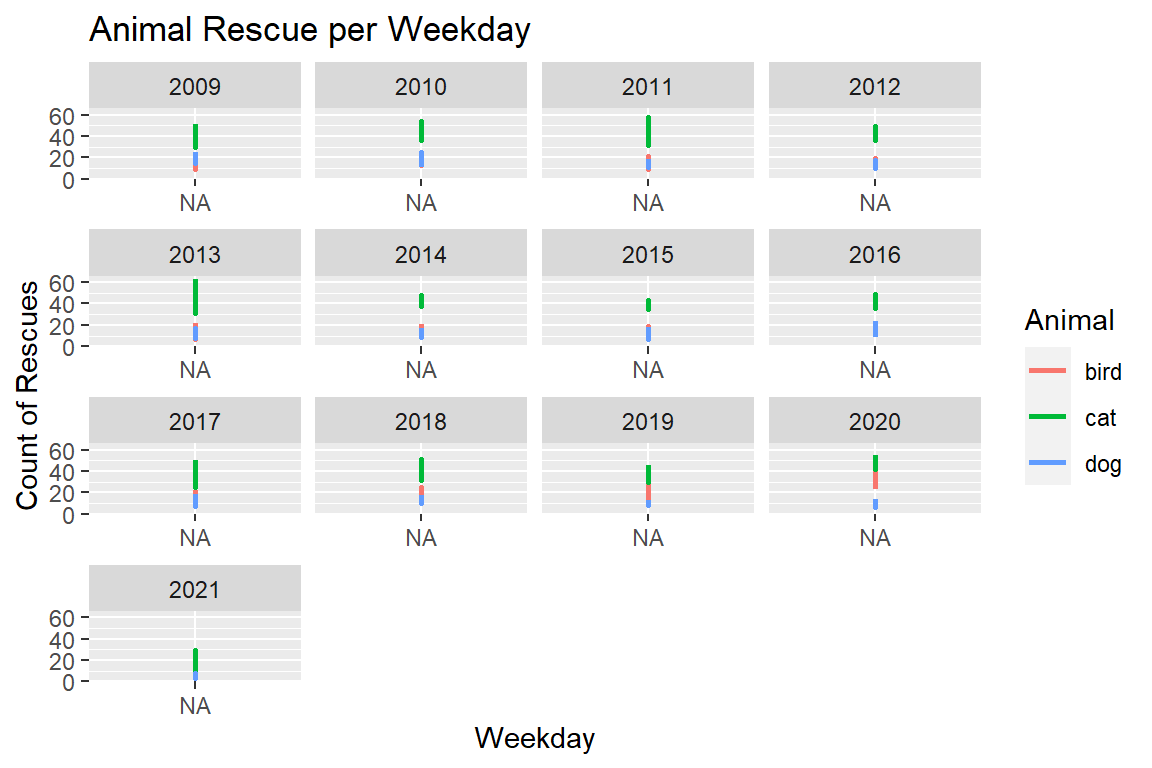 Animal Rescue per Weekday
2009 2010 2011 2012
60
40
20
0
NA NA NA NA
2013 2014 2015 2016
60
40
20
0
NA NA NA NA
2017 2018 2019 2020
60
40
20
0
NA NA NA NA
2021
60
40
20
0
NA
Weekday
Count of Rescues
Animal
bird
cat
dog